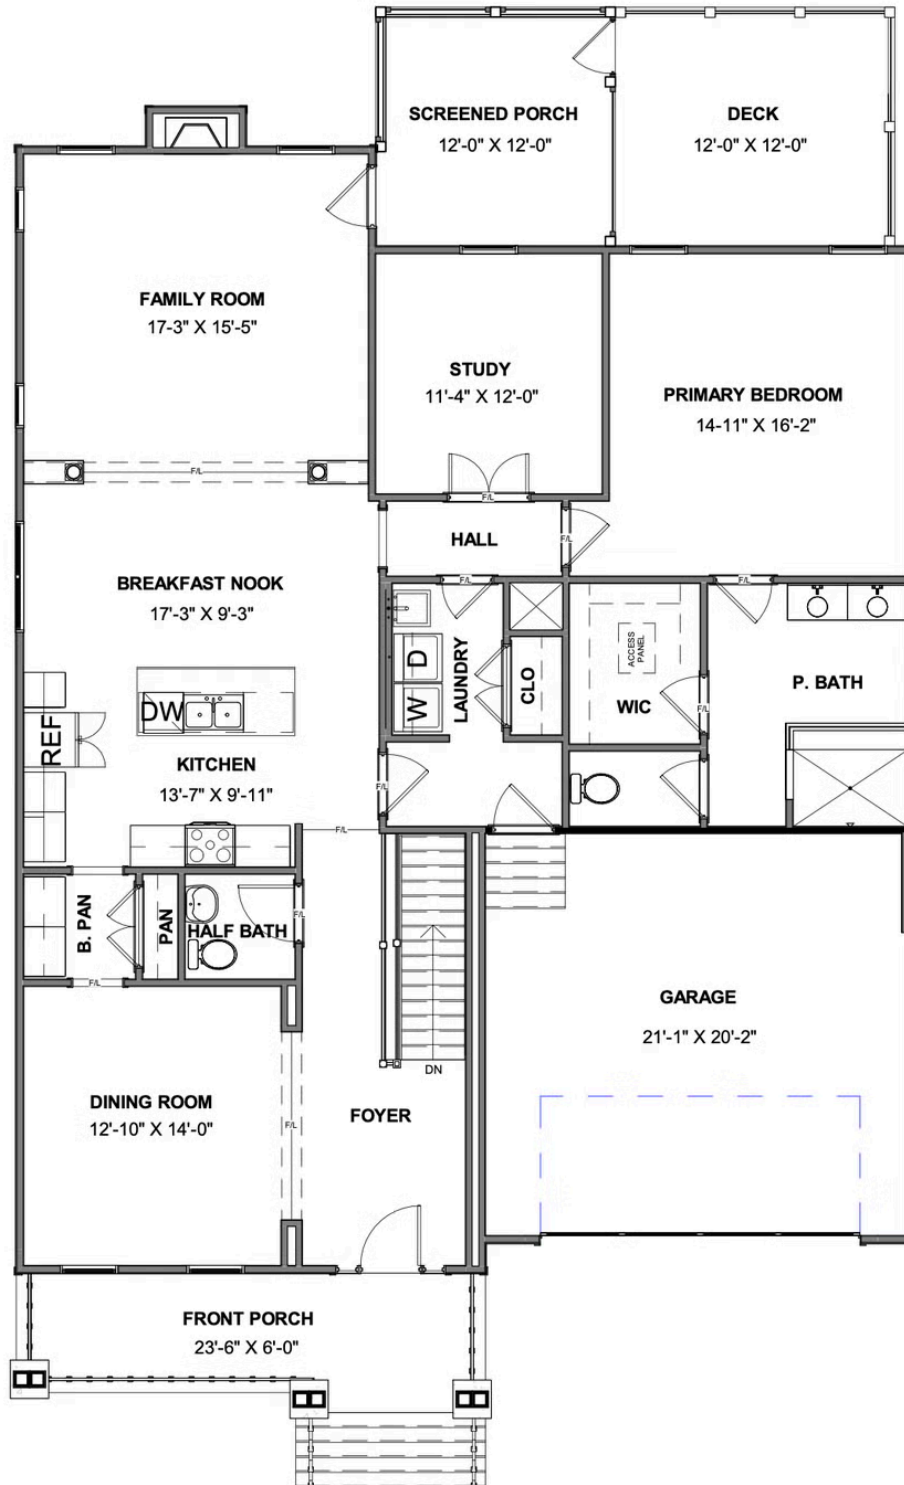 SCREENED PORCH
12'-0" X 12'-0"
DECK
12'-0" X 12'-0"
FAMILY ROOM
17-3" X 15'-5"
STUDY
11'-4" X 12'-0"
PRIMARY BEDROOM
14-11" X 16'-2"
F/L
F/L
HALL
F/L
BREAKFAST NOOK
17'-3" X 9'-3"
F/L
F/L
D
W
LAUNDRY
CLO
ACCESS
PANEL
WIC
F/L
P. BATH
REF
DW
KITCHEN
13'-7" X 9'-11"
F/L
F/L
B. PAN
PAN
HALF BATH
F/L
F/L
GARAGE
21'-1" X 20'-2"
DN
DINING ROOM
12'-10" X 14'-0"
F/L
FOYER
FRONT PORCH
23'-6" X 6'-0"